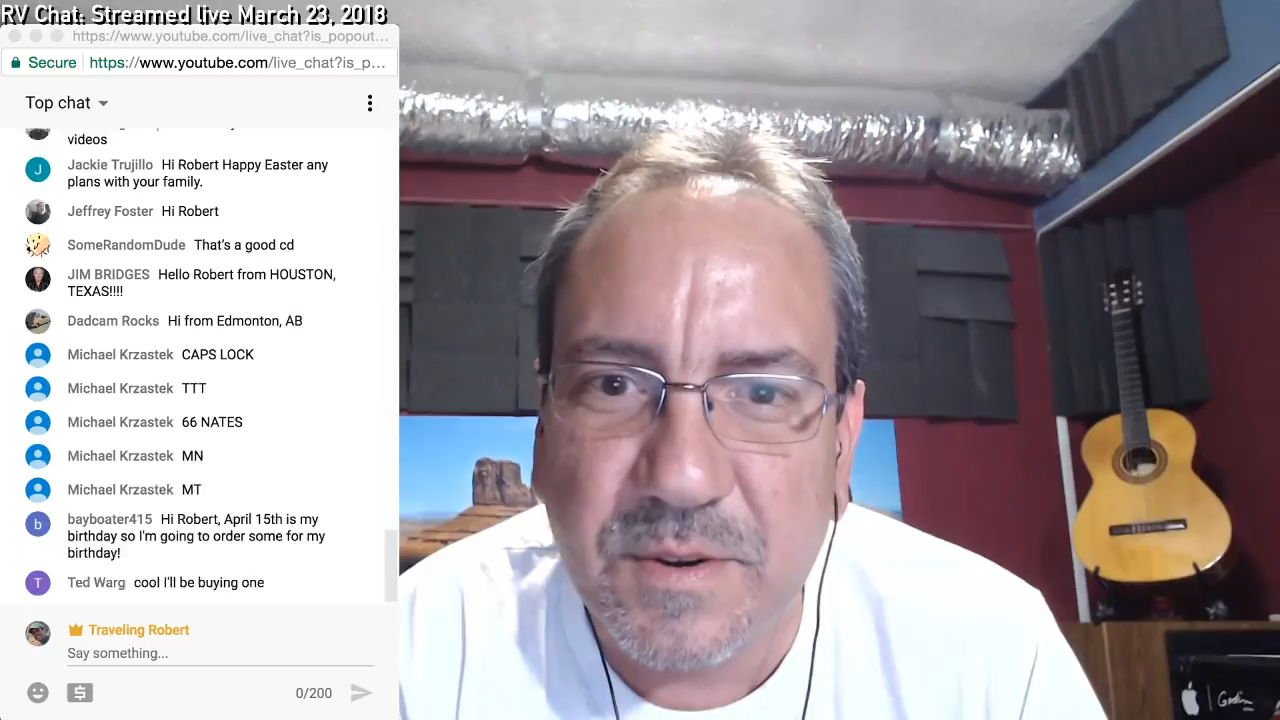 RV Chat. Streamed live March 23, 2018
https://www.youtube.com/live_chat?is_popout...
Secure https://www.youtube.com/live_chat?is_p...
Top chat
videos
Jackie Trujillo Hi Robert Happy Easter any
plans with your family.
Jeffrey Foster Hi Robert
SomeRandomDude That's a good cd
JIM BRIDGES Hello Robert from HOUSTON,
TEXAS!!!!
Dadcam Rocks Hi from Edmonton, AB
Michael Krzastek CAPS LOCK
Michael Krzastek TTT
Michael Krzastek 66 NATES
Michael Krzastek MN
Michael Krzastek MT
bayboater415 Hi Robert, April 15th is my
birthday so I'm going to order some for my
birthday!
Ted Warg cool I'll be buying one
Traveling Robert
Say something...
0/200
J
b
T
Godin